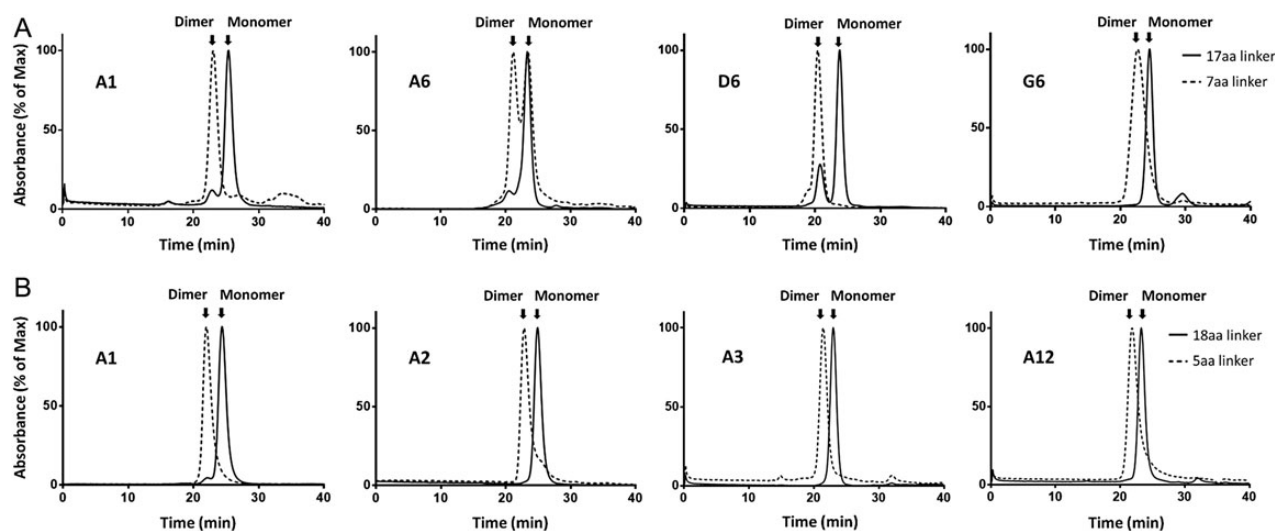 A
Dimer Monomer
Dimer Monomer
Dimer Monomer
Dimer Monomer
Absorbance (% of Max)
100
50
0
A1
0 10 20 30 40
Time (min)
100
50
0
A6
0 10 20 30 40
Time (min)
100
50
0
D6
0 10 20 30 40
Time (min)
100
50
0
G6
0 10 20 30 40
Time (min)
17aa linker
7aa linker
B
Dimer Monomer
Dimer Monomer
Dimer Monomer
Dimer Monomer
Absorbance (% of Max)
100
50
0
A1
0 10 20 30 40
Time (min)
100
50
0
A2
0 10 20 30 40
Time (min)
100
50
0
A3
0 10 20 30 40
Time (min)
100
50
0
A12
0 10 20 30 40
Time (min)
18aa linker
5aa linker